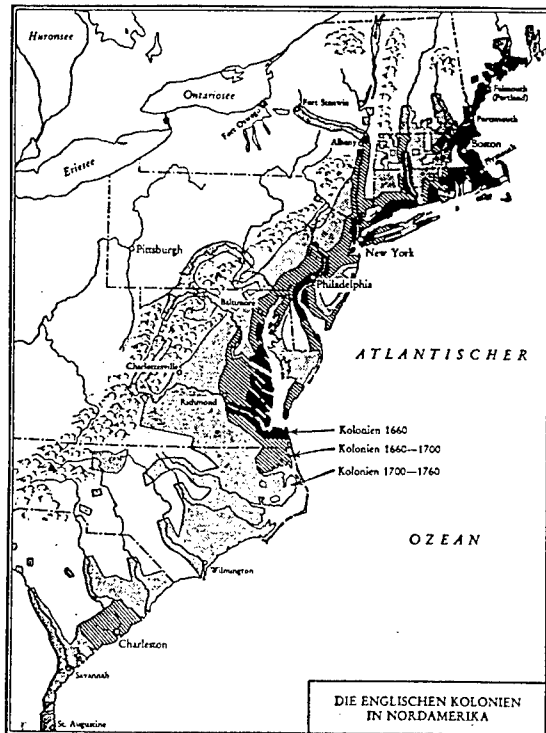 Huronsee
Ontariosee
Fort Stanwix
Fort Oswego
Eriesee
Albany
Falmouth
(Portland)
Portsmouth
Boston
Plymouth
New York
Pittsburgh
Philadelphia
Baltimore
ATLANTISCHER
Charlottesville
Richmond
Kolonien 1660
Kolonien 1660—1700
Kolonien 1700—1760
OZEAN
Wilmington
Charleston
Savannah
St. Augustine
DIE ENGLISCHEN KOLONIEN
IN NORDAMERIKA